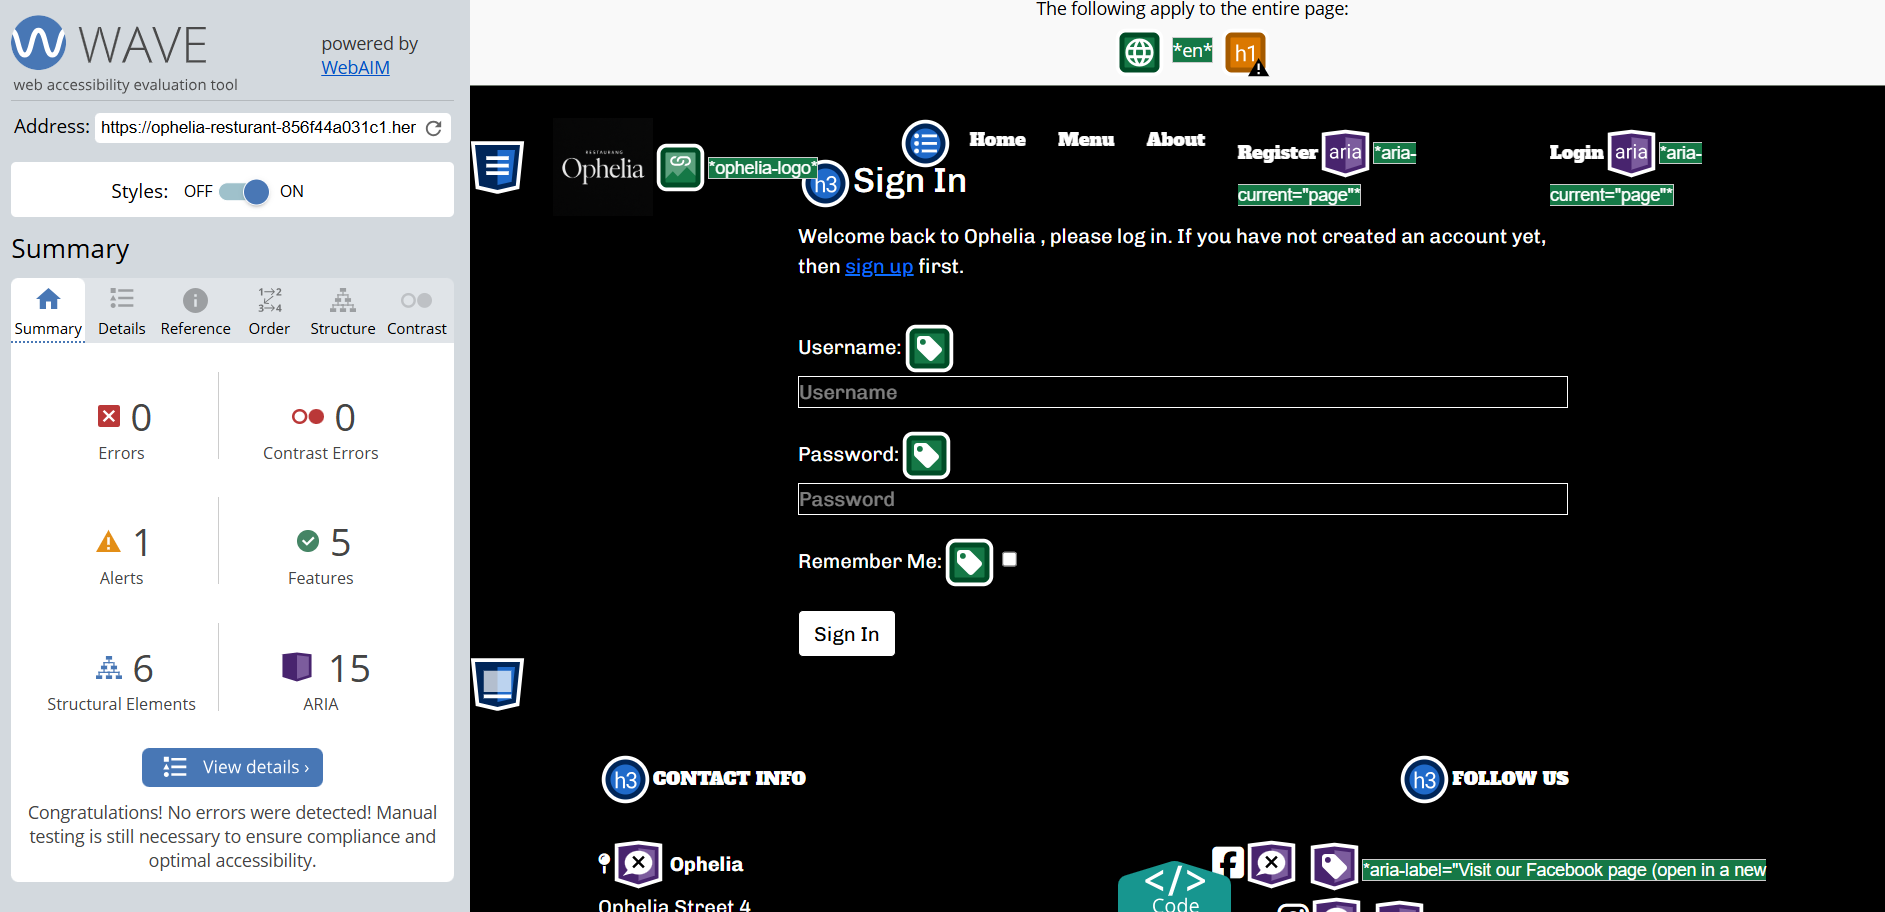 WAVE
web accessibility evaluation tool
powered by
WebAIM
Address: https://ophelia-resturant-856f44a031c1.her
Styles: OFF ON
Summary
Summary Details Reference Order Structure Contrast
1 2
3 4
0 Errors
0 Contrast Errors
1 Alerts
5 Features
6 Structural Elements
15 ARIA
View details ›
Congratulations! No errors were detected! Manual
testing is still necessary to ensure compliance and
optimal accessibility.
The following apply to the entire page:
*en* h1
RESTAURANG
Ophelia
*ophelia-logo*
Home Menu About
Register aria *aria-
current="page"*
Login aria *aria-
current="page"*
h3 Sign In
Welcome back to Ophelia , please log in. If you have not created an account yet,
then sign up first.
Username:
Username
Password:
Password
Remember Me:
Sign In
h3 CONTACT INFO
h3 FOLLOW US
Ophelia
Ophelia Street 4
*aria-label="Visit our Facebook page (open in a new
</>
Code